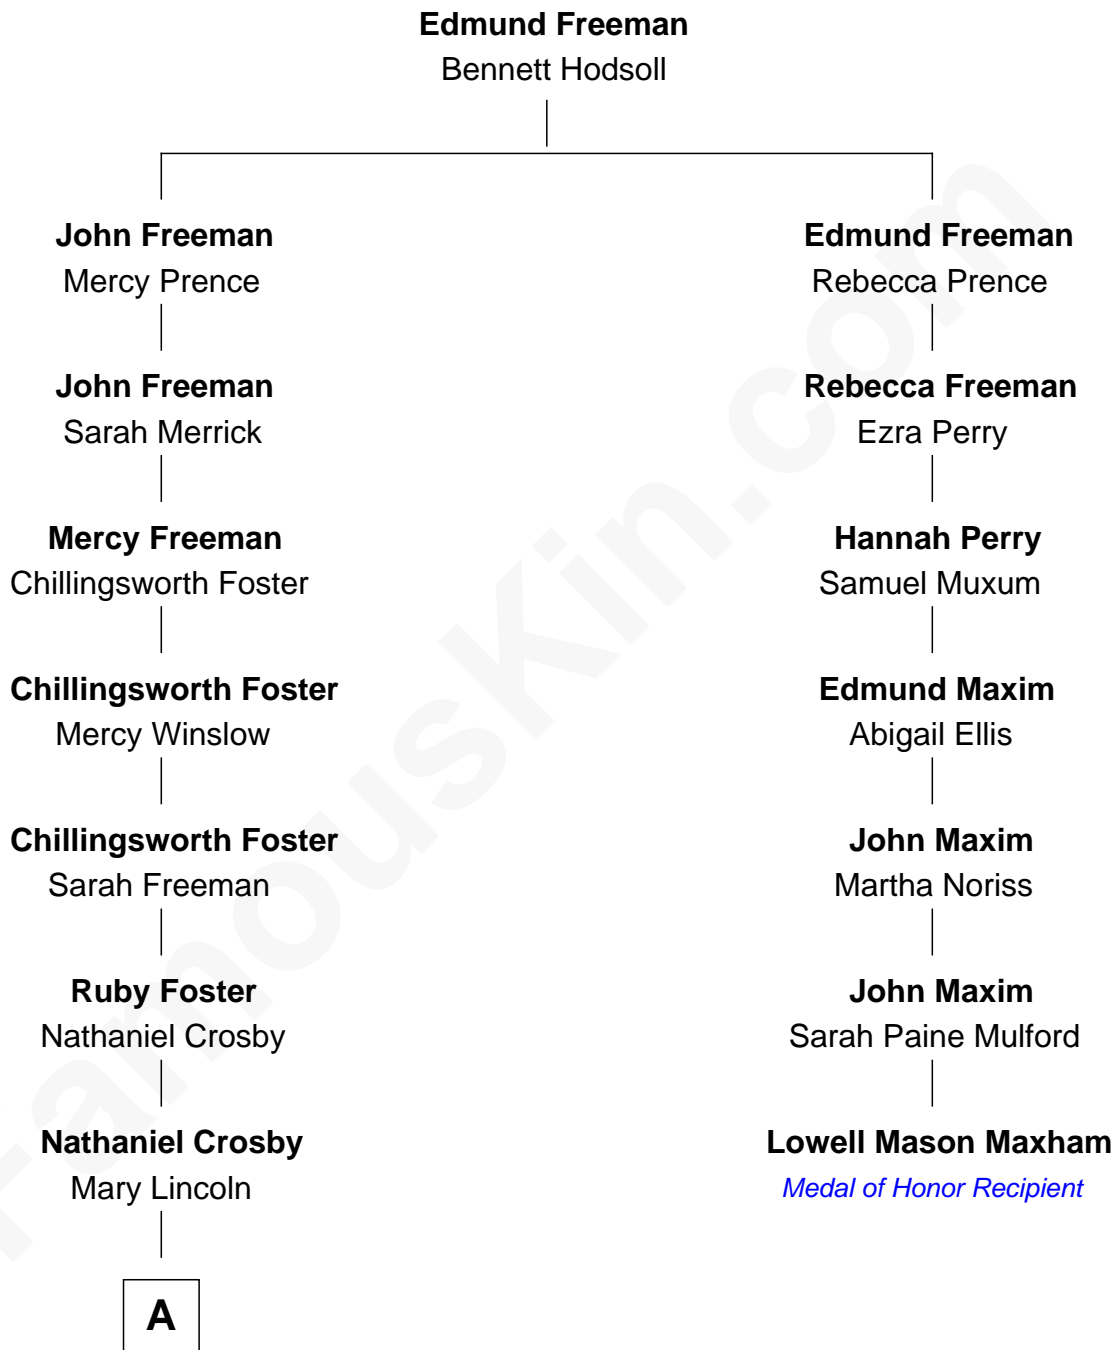 Edmund Freeman
Bennett Hodsoll
John Freeman
Mercy Prence
Edmund Freeman
Rebecca Prence
John Freeman
Sarah Merrick
Rebecca Freeman
Ezra Perry
Mercy Freeman
Chillingsworth Foster
Hannah Perry
Samuel Muxum
Chillingsworth Foster
Mercy Winslow
Edmund Maxim
Abigail Ellis
Chillingsworth Foster
Sarah Freeman
John Maxim
Martha Noriss
Ruby Foster
Nathaniel Crosby
John Maxim
Sarah Paine Mulford
Nathaniel Crosby
Mary Lincoln
Lowell Mason Maxham
Medal of Honor Recipient
A
FamousKin.com